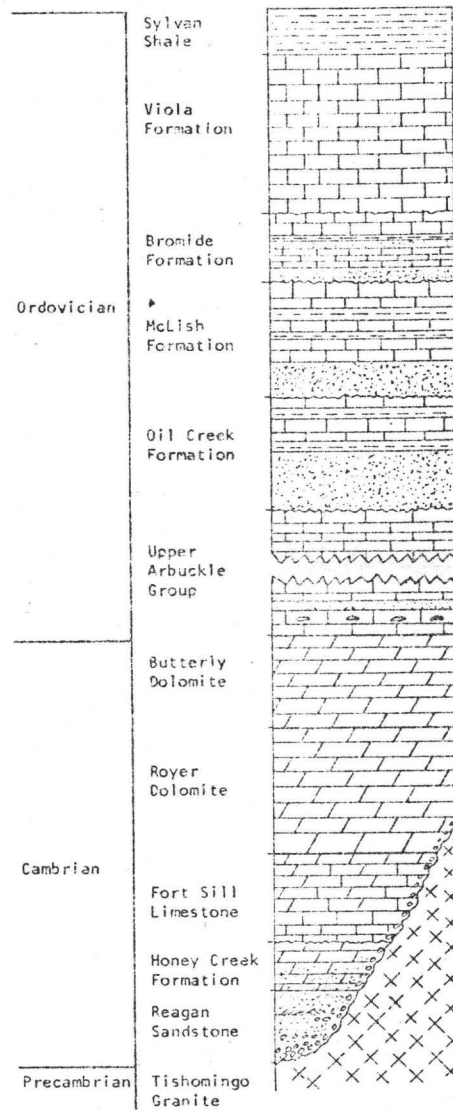 Sylvan
Shale
Viola
Formation
Bromide
Formation
Ordovician
McLish
Formation
Oil Creek
Formation
Upper
Arbuckle
Group
Butterly
Dolomite
Royer
Dolomite
Cambrian
Fort Sill
Limestone
Honey Creek
Formation
Reagan
Sandstone
Precambrian
Tishomingo
Granite